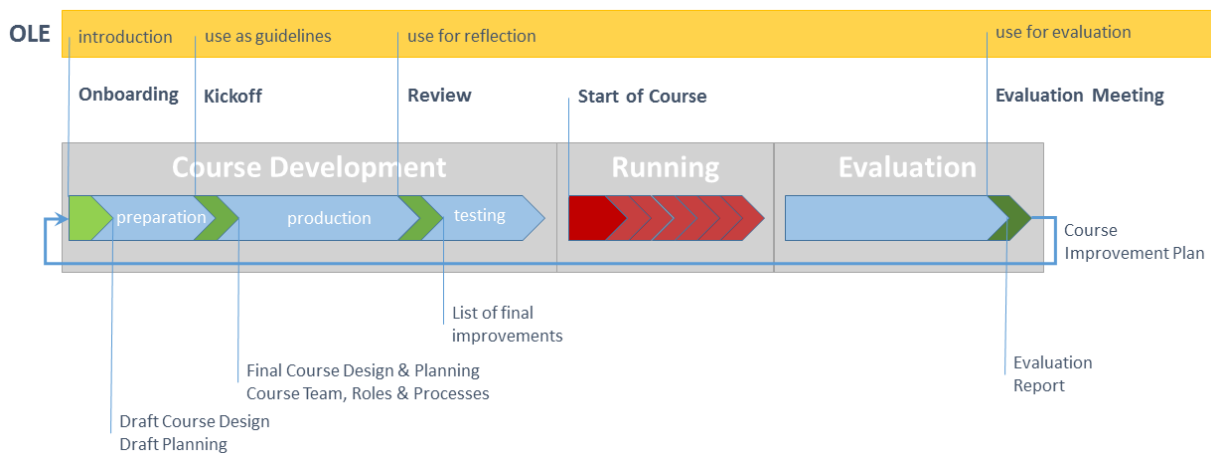 OLE
introduction
use as guidelines
use for reflection
use for evaluation
Onboarding
Kickoff
Review
Start of Course
Evaluation Meeting
Course Development
Running
Evaluation
preparation
production
testing
Course
Improvement Plan
List of final
improvements
Final Course Design & Planning
Course Team, Roles & Processes
Evaluation
Report
Draft Course Design
Draft Planning